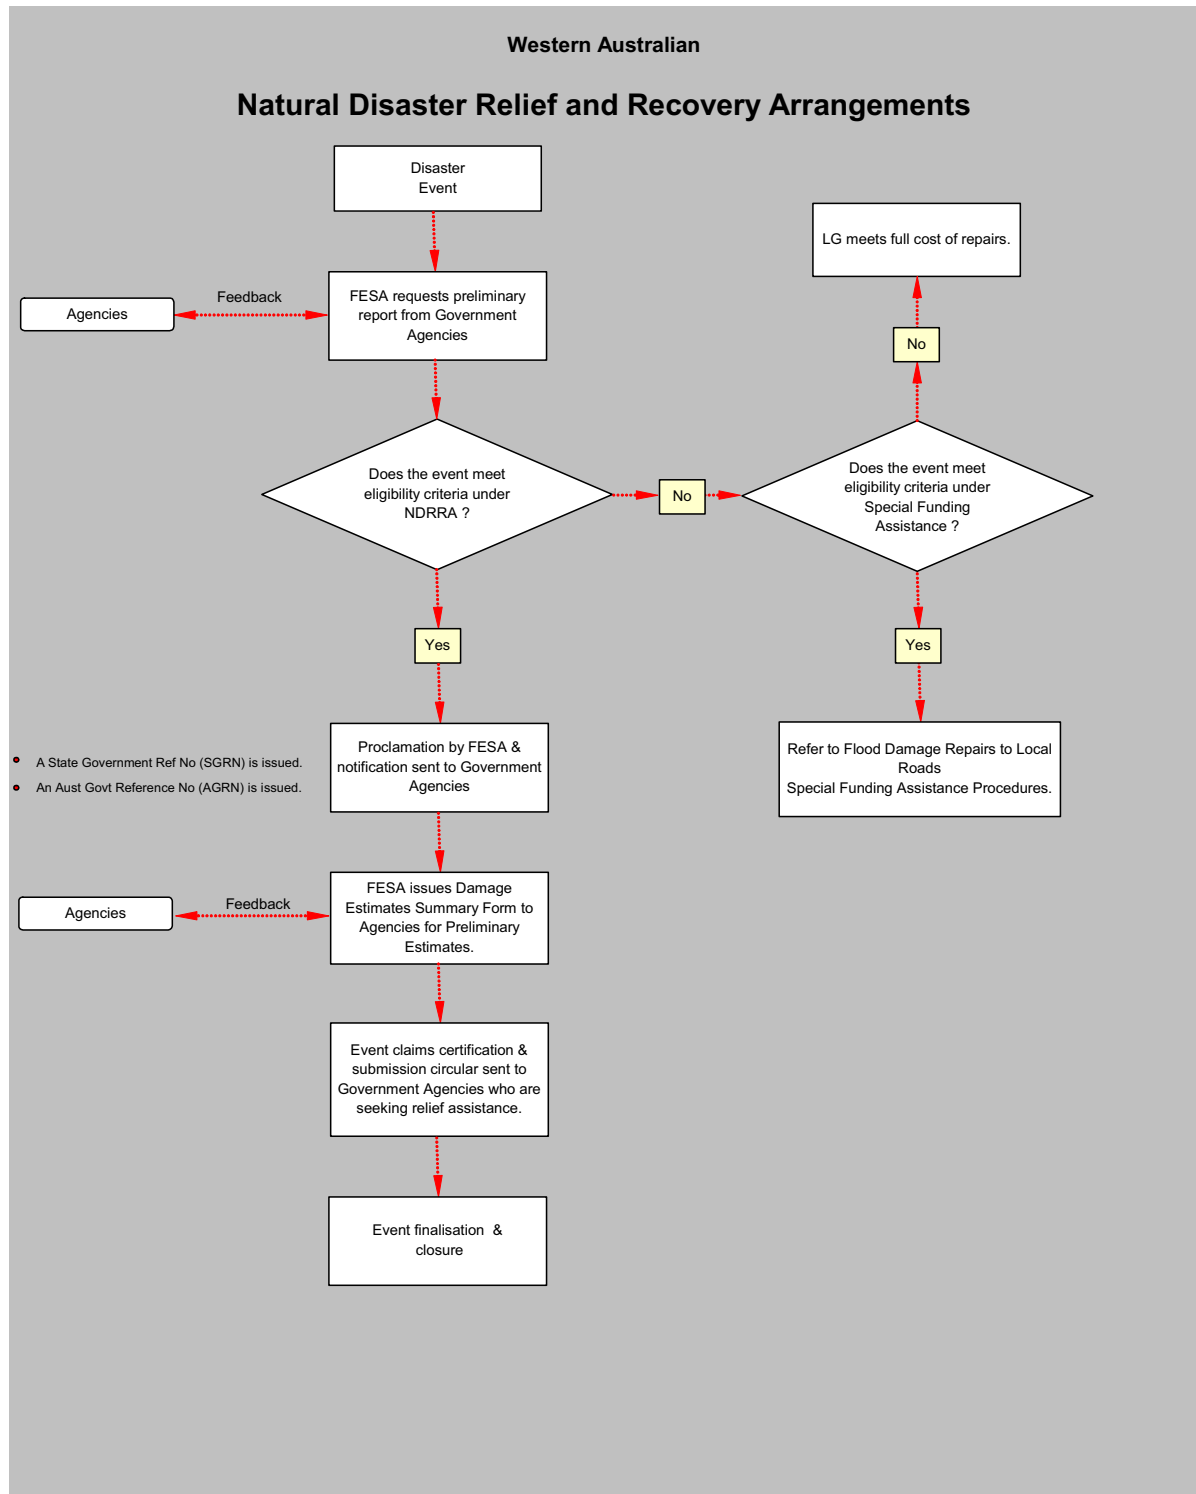 Western Australian
Natural Disaster Relief and Recovery Arrangements
Disaster
Event
LG meets full cost of repairs.
Agencies
Feedback
FESA requests preliminary
report from Government
Agencies
No
Does the event meet
eligibility criteria under
NDRRA ?
No
Does the event meet
eligibility criteria under
Special Funding
Assistance ?
Yes
Yes
A State Government Ref No (SGRN) is issued.
An Aust Govt Reference No (AGRN) is issued.
Proclamation by FESA &
notification sent to Government
Agencies
Refer to Flood Damage Repairs to Local
Roads
Special Funding Assistance Procedures.
Agencies
Feedback
FESA issues Damage
Estimates Summary Form to
Agencies for Preliminary
Estimates.
Event claims certification &
submission circular sent to
Government Agencies who are
seeking relief assistance.
Event finalisation  &
closure